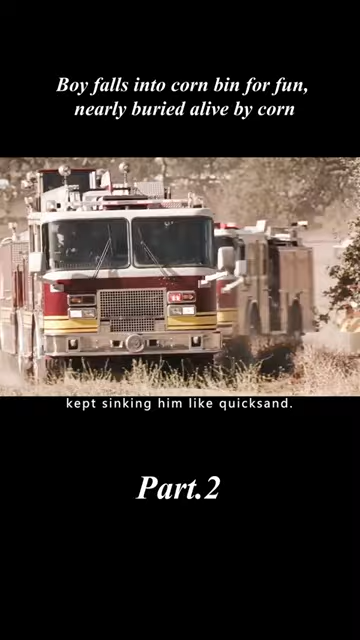 Boy falls into corn bin for fun,
nearly buried alive by corn
kept sinking him like quicksand.
Part.2